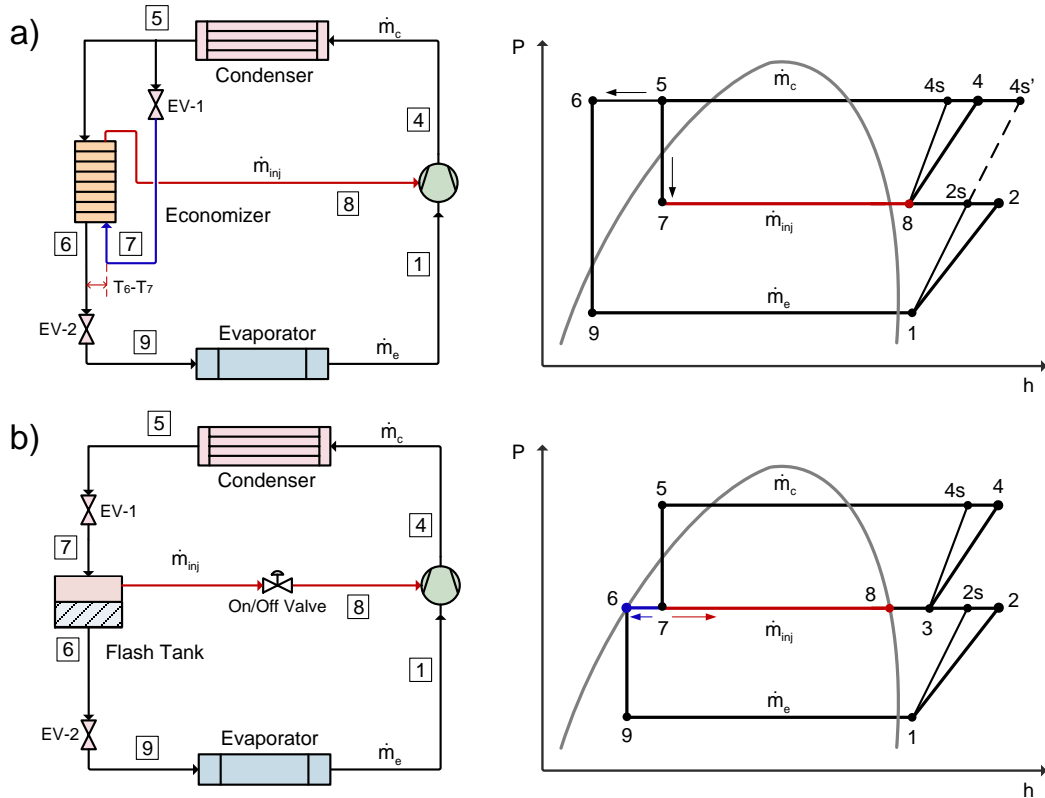 a)
5
ṁc
Condenser
EV-1
4
ṁinj
8
Economizer
6
7
1
T6-T7
EV-2
9
Evaporator
ṁe
P
6
5
ṁc
4s
4
4s’
7
ṁinj
8
2s
2
ṁe
9
1
h
b)
5
ṁc
Condenser
EV-1
4
7
ṁinj
On/Off Valve
8
6
Flash Tank
1
EV-2
9
Evaporator
ṁe
P
5
ṁc
4s
4
6
7
ṁinj
8
3
2s
2
ṁe
9
1
h